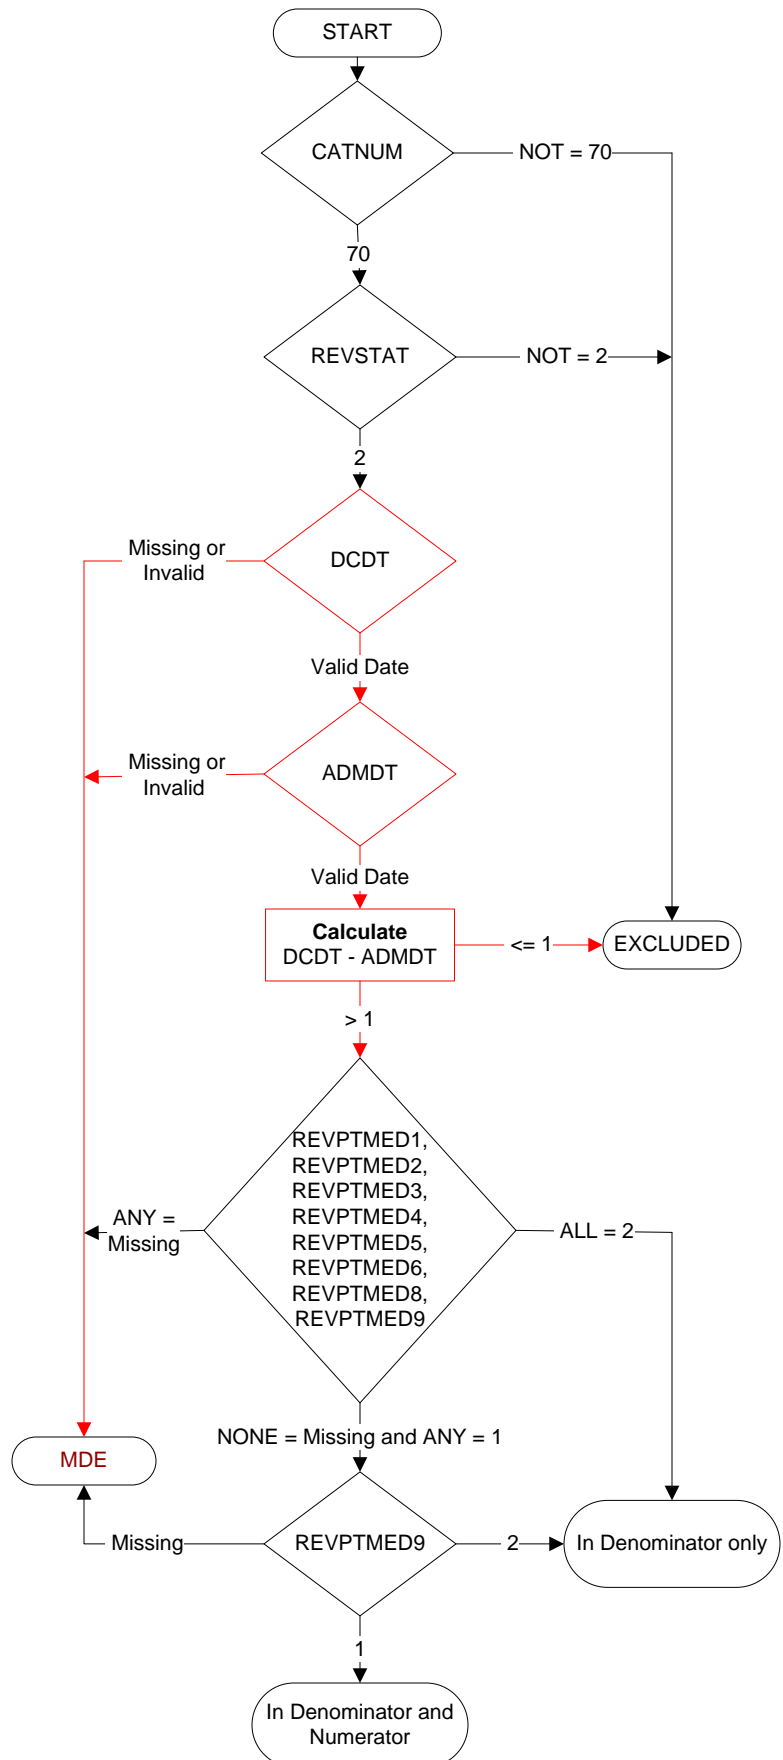 START
CATNUM
NOT = 70
70
REVSTAT
NOT = 2
2
Missing or
Invalid
DCDT
Valid Date
Missing or
Invalid
ADMDT
Valid Date
Calculate
DCDT - ADMDT
<= 1
EXCLUDED
> 1
REVPTMED1,
REVPTMED2,
REVPTMED3,
REVPTMED4,
REVPTMED5,
REVPTMED6,
REVPTMED8,
REVPTMED9
ANY =
Missing
ALL = 2
NONE = Missing and ANY = 1
MDE
Missing
REVPTMED9
2
In Denominator only
1
In Denominator and
Numerator